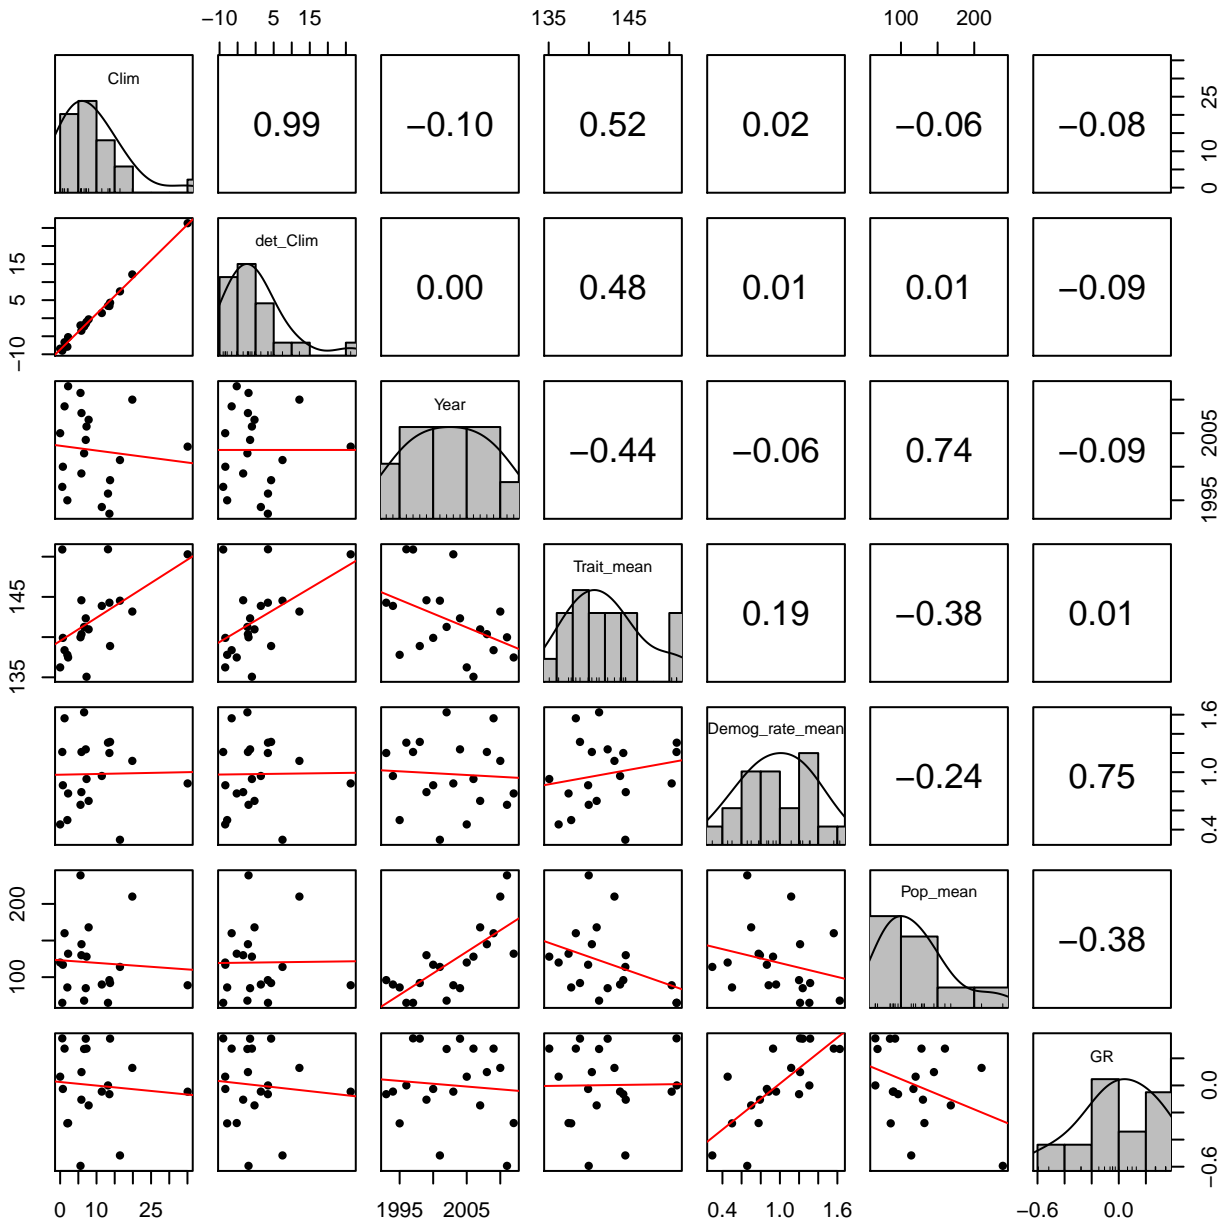 −10 5 15 135 145 100 200
Clim 0.99 −0.10 0.52 0.02 −0.06 −0.08 0 10 25
−10 5 15 det_Clim 0.00 0.48 0.01 0.01 −0.09
Year −0.44 −0.06 0.74 −0.09 1995 2005
135 145 Trait_mean 0.19 −0.38 0.01
Demog_rate_mean −0.24 0.75 0.4 1.0 1.6
100 200 Pop_mean −0.38
GR −0.6 0.0
0 10 25 1995 2005 0.4 1.0 1.6 −0.6 0.0